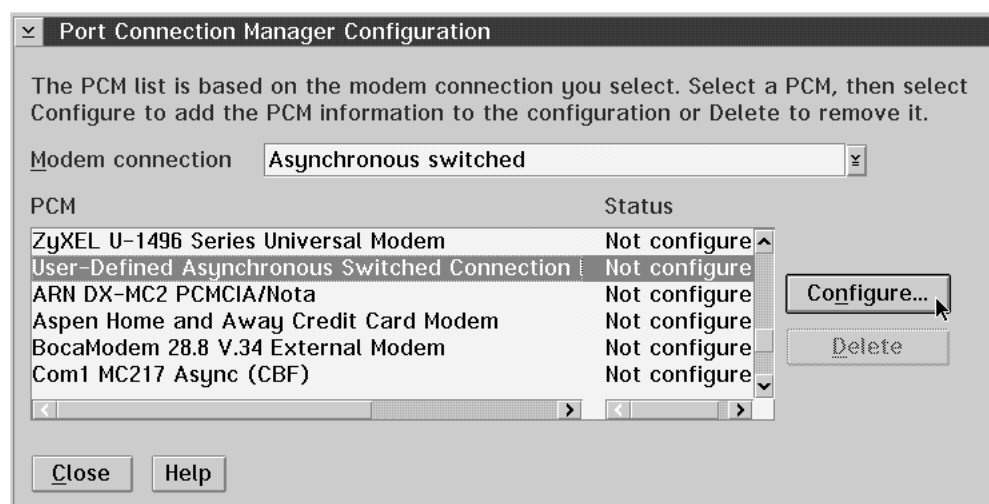 Port Connection Manager Configuration
The PCM list is based on the modem connection you select. Select a PCM, then select
Configure to add the PCM information to the configuration or Delete to remove it.
Modem connection Asynchronous switched
PCM Status
ZyXEL U-1496 Series Universal Modem Not configure
User-Defined Asynchronous Switched Connection Not configure
ARN DX-MC2 PCMCIA/Nota Not configure
Aspen Home and Away Credit Card Modem Not configure
BocaModem 28.8 V.34 External Modem Not configure
Com1 MC217 Async (CBF) Not configure
Configure...
Delete
Close Help